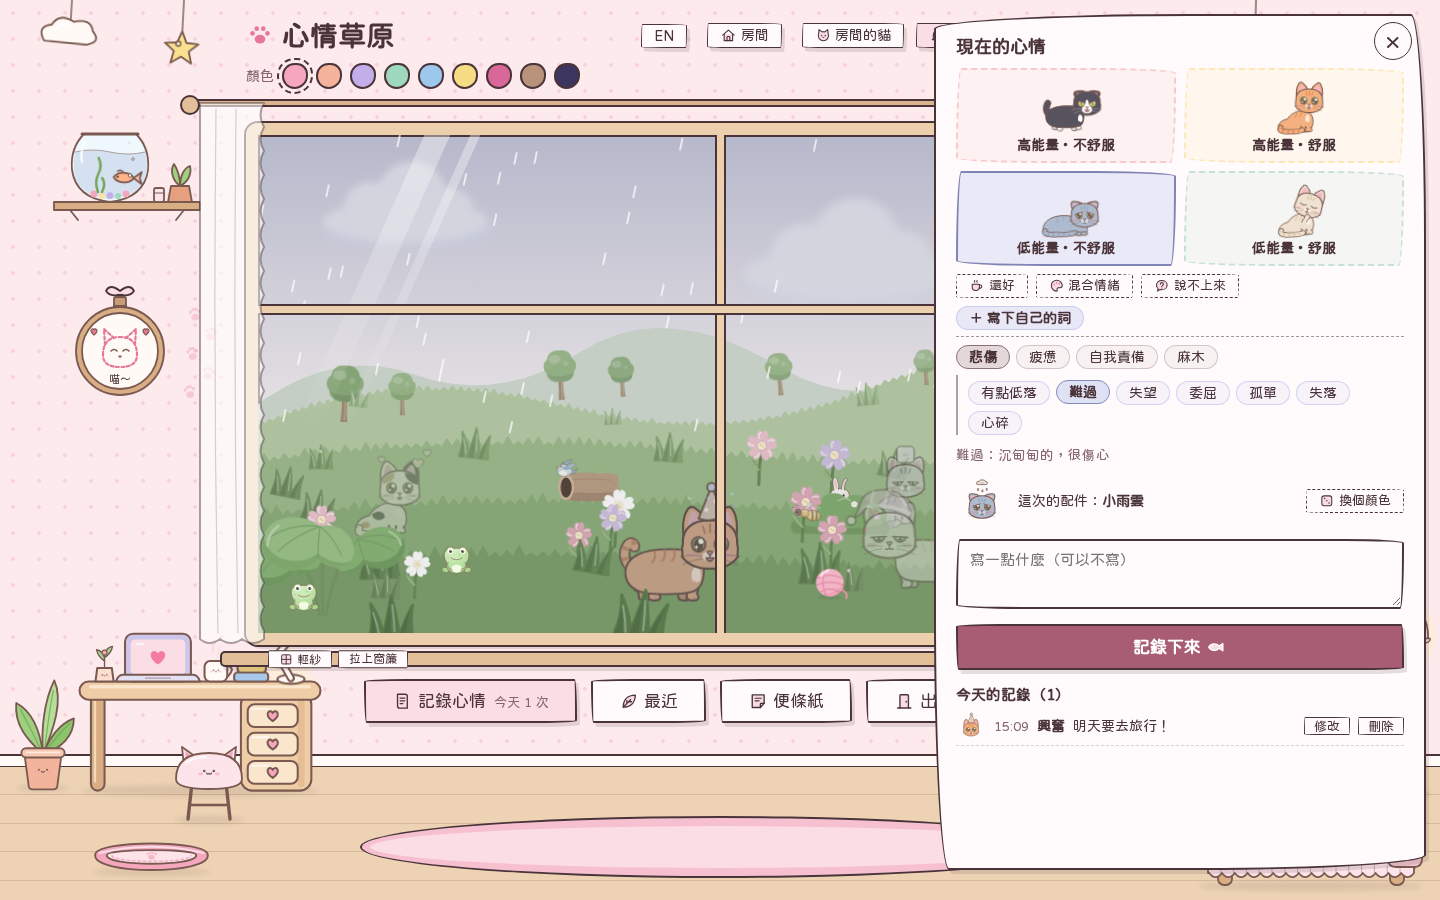 心情草原
EN
房間
房間的貓
顏色
喵～
輕紗
拉上窗簾
記錄心情 今天 1 次
最近
便條紙
出
現在的心情
高能量・不舒服
高能量・舒服
低能量・不舒服
低能量・舒服
還好
混合情緒
說不上來
＋ 寫下自己的詞
悲傷
疲憊
自我責備
麻木
有點低落
難過
失望
委屈
孤單
失落
心碎
難過：沉甸甸的，很傷心
這次的配件：小雨雲
換個顏色
寫一點什麼（可以不寫）
記錄下來
今天的記錄（1）
15:09 興奮 明天要去旅行！
修改
刪除